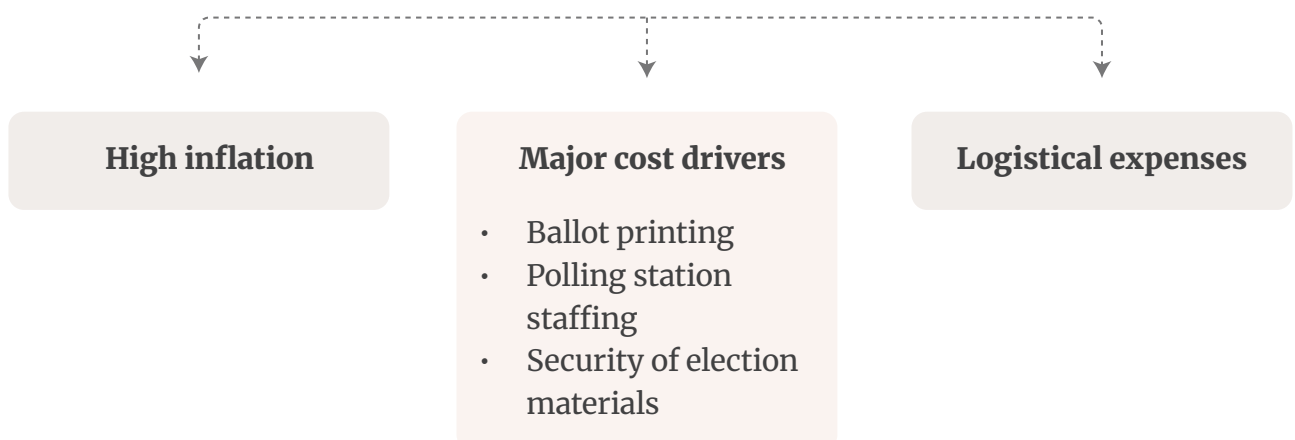 High inflation
Major cost drivers
• Ballot printing
• Polling station
staffing
• Security of election
materials
Logistical expenses